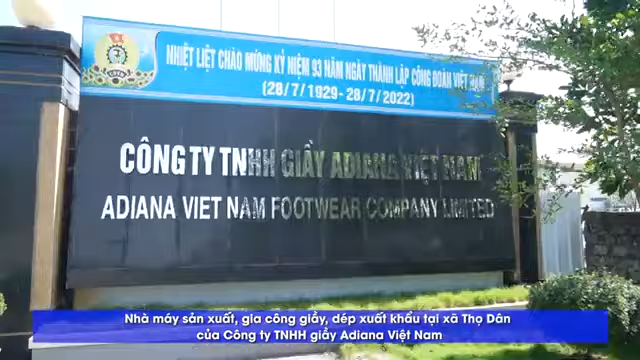 NHIỆT LIỆT CHÀO MỪNG KỶ NIỆM 93 NĂM NGÀY THÀNH LẬP CÔNG ĐOÀN VIỆT NAM
(28/7/1929-28/7/2022)
CÔNG TY TNHH GIẦY ADIANA VIỆT NAM
ADIANA VIET NAM FOOTWEAR COMPANY LIMITED
Nhà máy sản xuất, gia công giầy, dép xuất khẩu tại xã Thọ Dân
của Công ty TNHH giầy Adiana Việt Nam